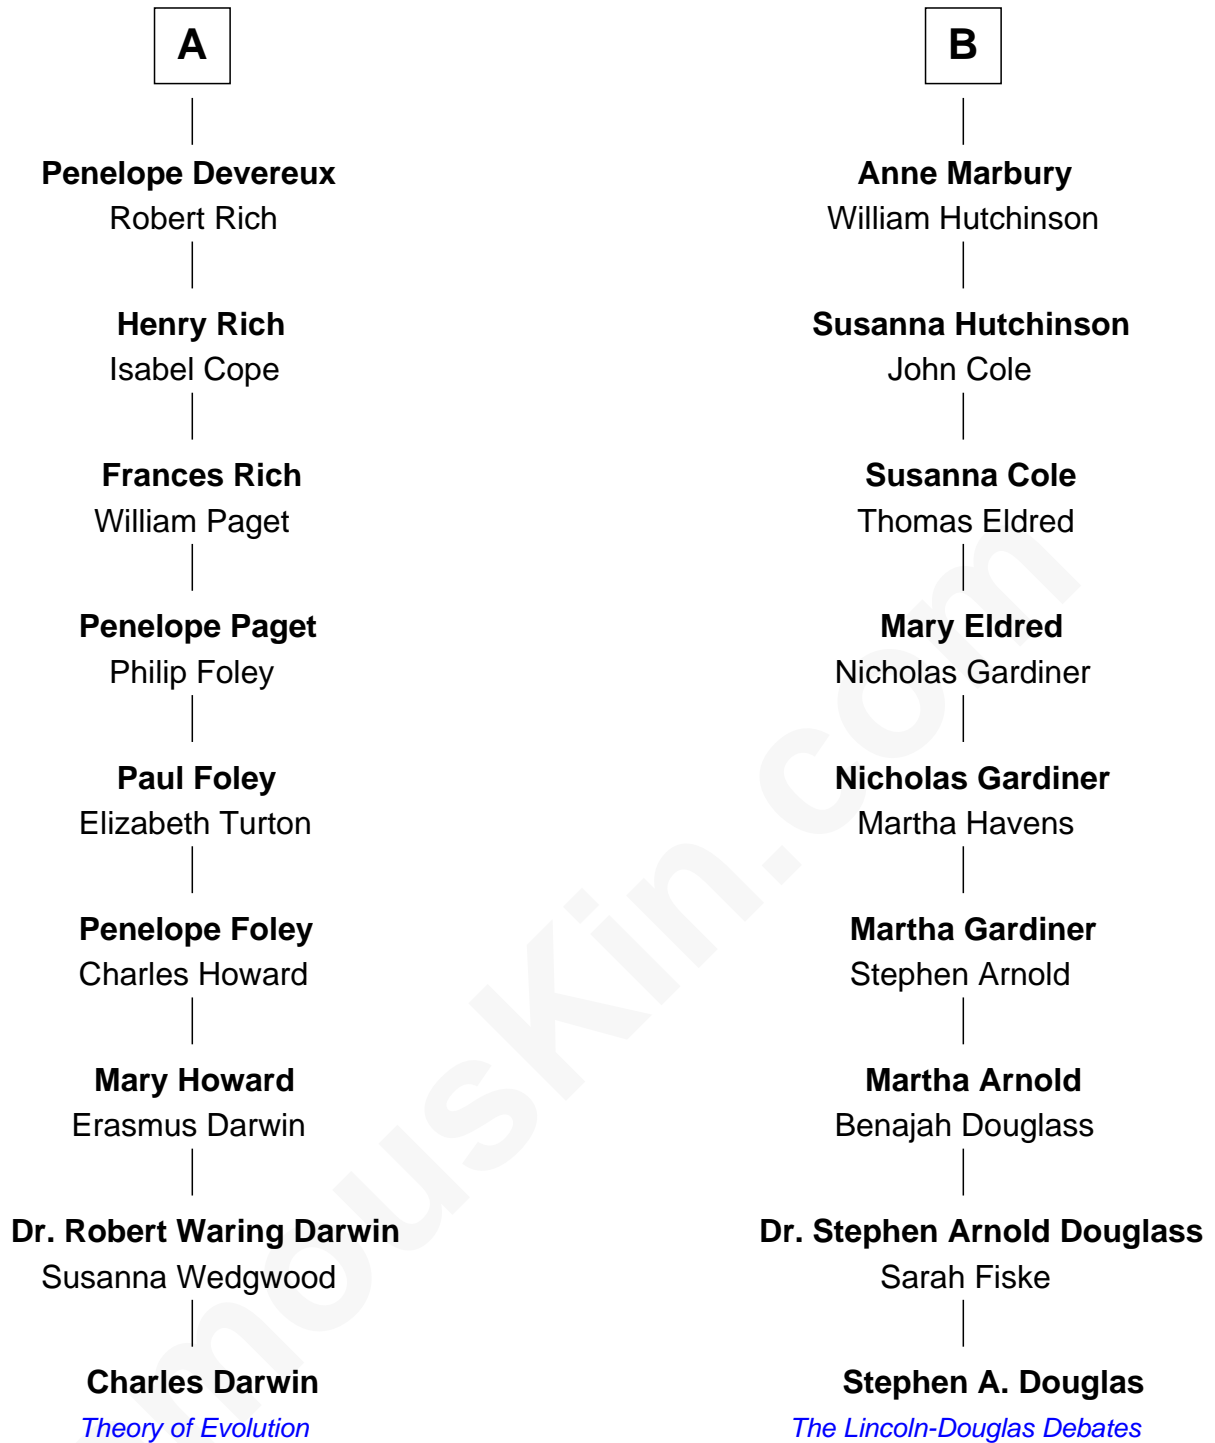 A
Penelope Devereux
Robert Rich
Henry Rich
Isabel Cope
Frances Rich
William Paget
Penelope Paget
Philip Foley
Paul Foley
Elizabeth Turton
Penelope Foley
Charles Howard
Mary Howard
Erasmus Darwin
Dr. Robert Waring Darwin
Susanna Wedgwood
Charles Darwin
Theory of Evolution
B
Anne Marbury
William Hutchinson
Susanna Hutchinson
John Cole
Susanna Cole
Thomas Eldred
Mary Eldred
Nicholas Gardiner
Nicholas Gardiner
Martha Havens
Martha Gardiner
Stephen Arnold
Martha Arnold
Benajah Douglass
Dr. Stephen Arnold Douglass
Sarah Fiske
Stephen A. Douglas
The Lincoln-Douglas Debates
mousKin.com